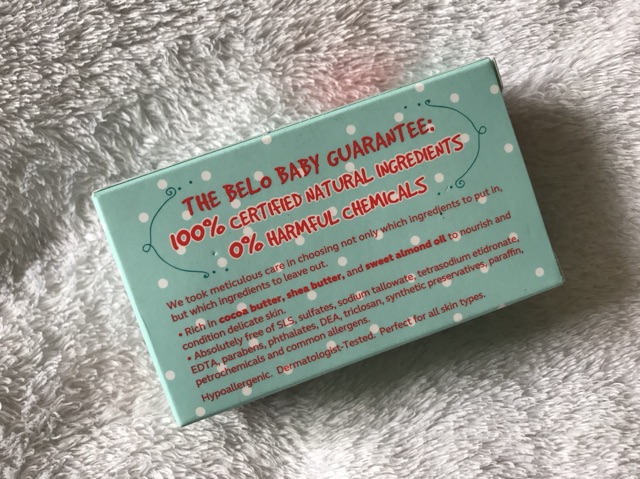 THE BELO BABY GUARANTEE:
100% CERTIFIED NATURAL INGREDIENTS
0% HARMFUL CHEMICALS
We took meticulous care in choosing not only which ingredients to put in,
but which ingredients to leave out.
• Rich in cocoa butter, shea butter, and sweet almond oil to nourish and
condition delicate skin.
• Absolutely free of SLS, sulfates, sodium tallowate, tetrasodium etidronate,
EDTA, parabens, phthalates, DEA, triclosan, synthetic preservatives, paraffin,
petrochemicals and common allergens.
Hypoallergenic. Dermatologist-Tested. Perfect for all skin types.